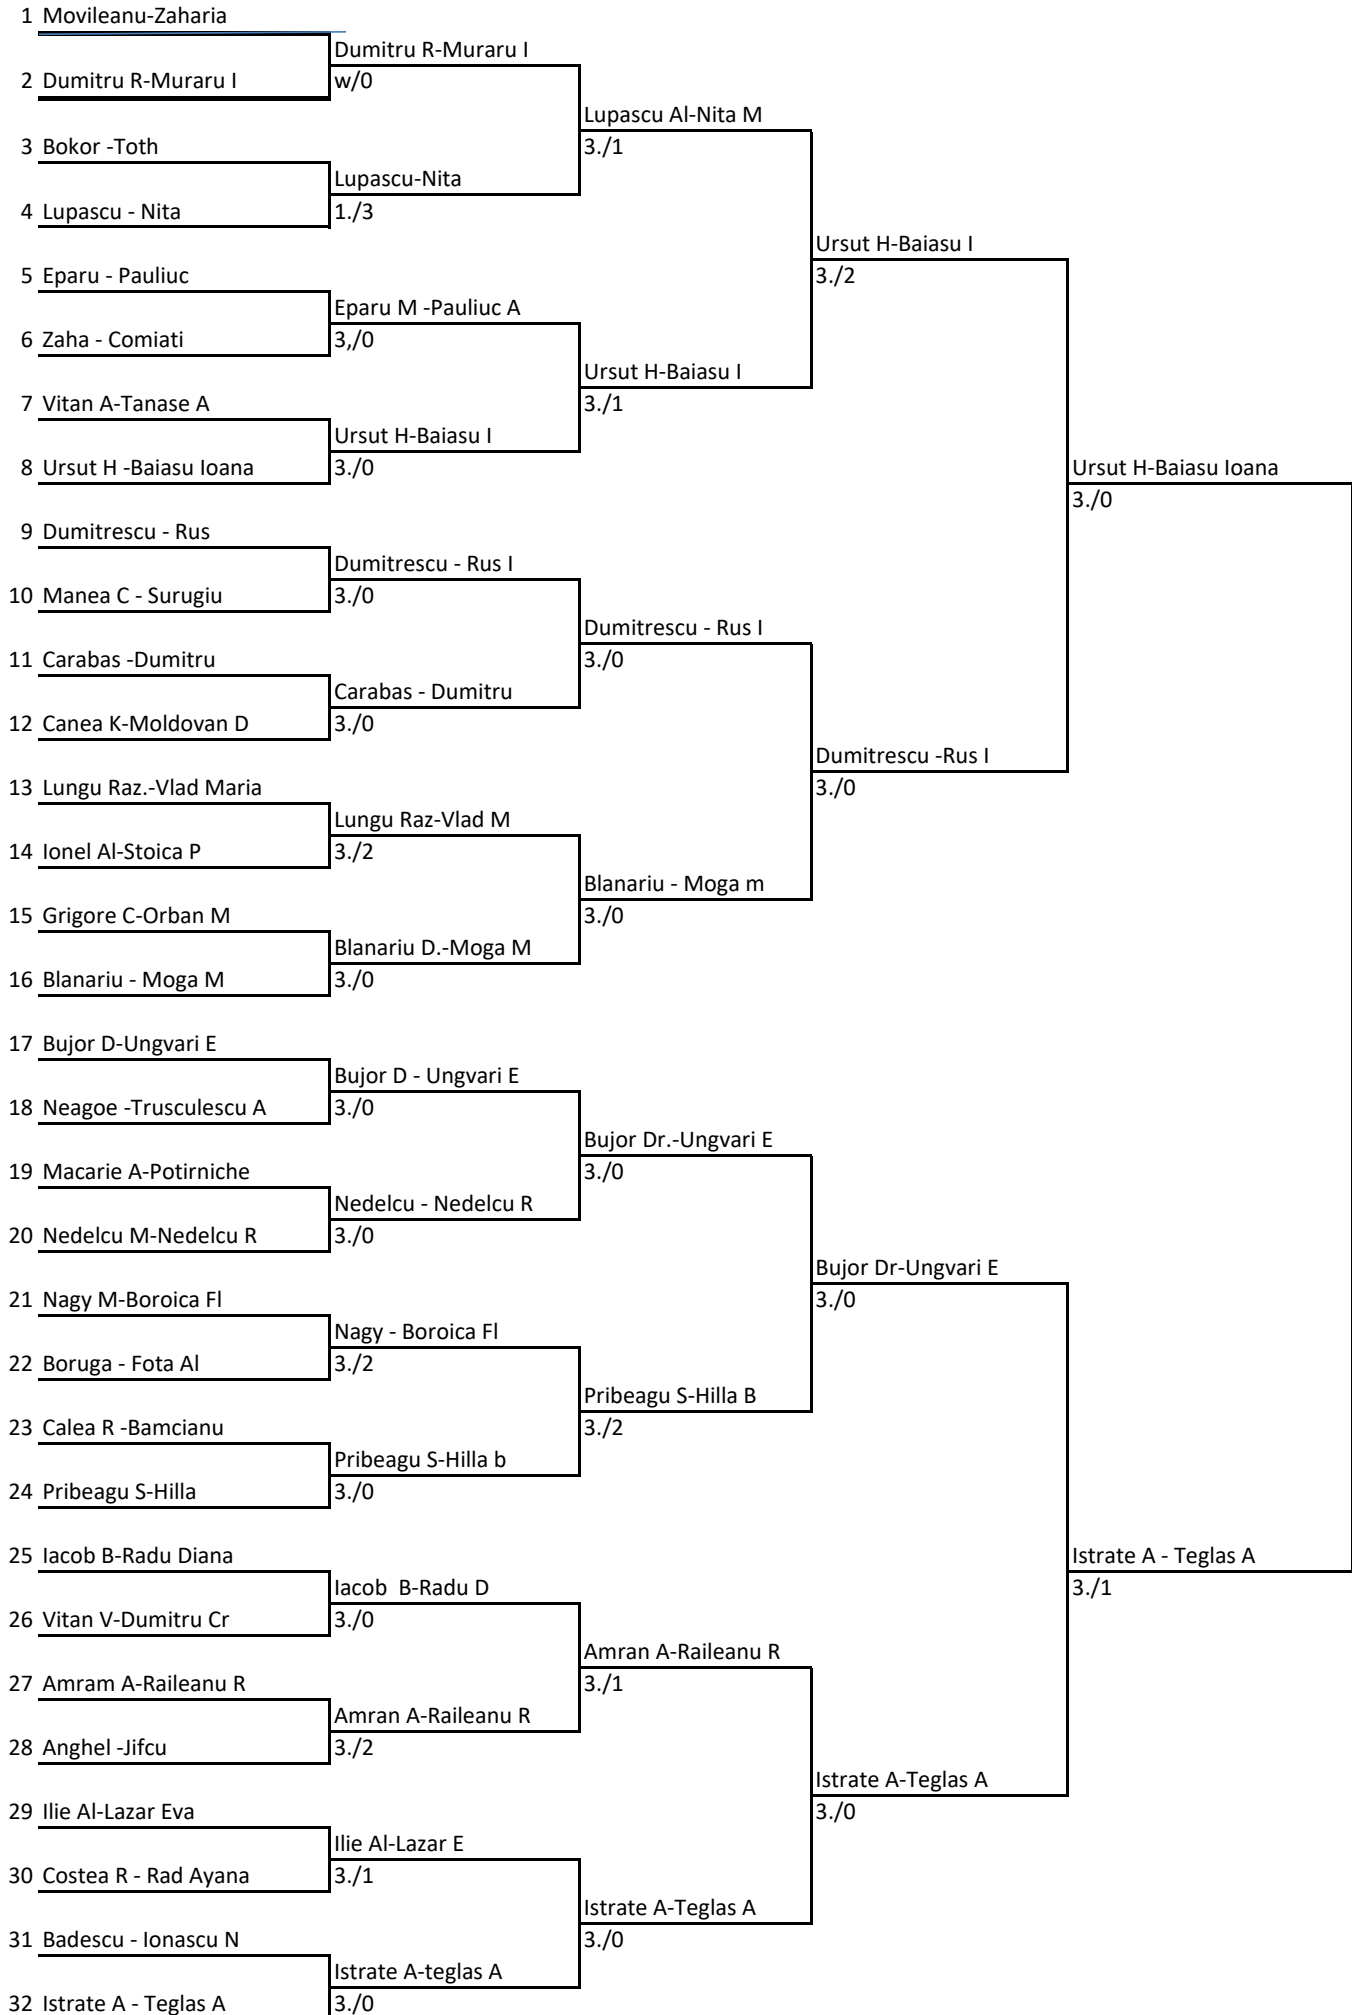 1 Movileanu-Zaharia
Dumitru R-Muraru I
2 Dumitru R-Muraru I w/0
Lupascu Al-Nita M
3 Bokor -Toth 3./1
Lupascu-Nita
4 Lupascu - Nita 1./3
Ursut H-Baiasu I
5 Eparu - Pauliuc 3./2
Eparu M -Pauliuc A
6 Zaha - Comiati 3,/0
Ursut H-Baiasu I
7 Vitan A-Tanase A 3./1
Ursut H-Baiasu I
8 Ursut H -Baiasu Ioana 3./0 Ursut H-Baiasu Ioana
3./0
9 Dumitrescu - Rus
Dumitrescu - Rus I
10 Manea C - Surugiu 3./0
Dumitrescu - Rus I
11 Carabas -Dumitru 3./0
Carabas - Dumitru
12 Canea K-Moldovan D 3./0
Dumitrescu -Rus I
13 Lungu Raz.-Vlad Maria 3./0
Lungu Raz-Vlad M
14 Ionel Al-Stoica P 3./2
Blanariu - Moga m
15 Grigore C-Orban M 3./0
Blanariu D.-Moga M
16 Blanariu - Moga M 3./0
17 Bujor D-Ungvari E
Bujor D - Ungvari E
18 Neagoe -Trusculescu A 3./0
Bujor Dr.-Ungvari E
19 Macarie A-Potirniche 3./0
Nedelcu - Nedelcu R
20 Nedelcu M-Nedelcu R 3./0
Bujor Dr-Ungvari E
21 Nagy M-Boroica Fl 3./0
Nagy - Boroica Fl
22 Boruga - Fota Al 3./2
Pribeagu S-Hilla B
23 Calea R -Bamcianu 3./2
Pribeagu S-Hilla b
24 Pribeagu S-Hilla 3./0
25 Iacob B-Radu Diana Istrate A - Teglas A
Iacob  B-Radu D 3./1
26 Vitan V-Dumitru Cr 3./0
Amran A-Raileanu R
27 Amram A-Raileanu R 3./1
Amran A-Raileanu R
28 Anghel -Jifcu 3./2
Istrate A-Teglas A
29 Ilie Al-Lazar Eva 3./0
Ilie Al-Lazar E
30 Costea R - Rad Ayana 3./1
Istrate A-Teglas A
31 Badescu - Ionascu N 3./0
Istrate A-teglas A
32 Istrate A - Teglas A 3./0